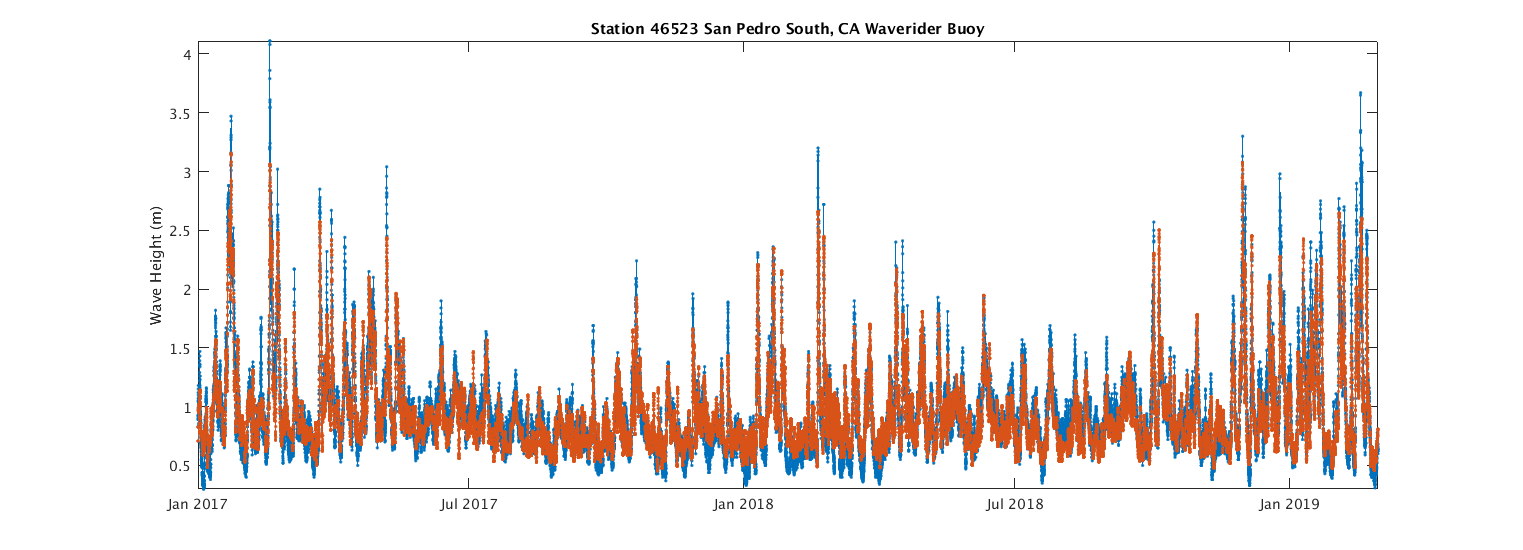 Station 46523 San Pedro South, CA Waverider Buoy
Wave Height (m)
4
3.5
3
2.5
2
1.5
1
0.5
Jan 2017 Jul 2017 Jan 2018 Jul 2018 Jan 2019